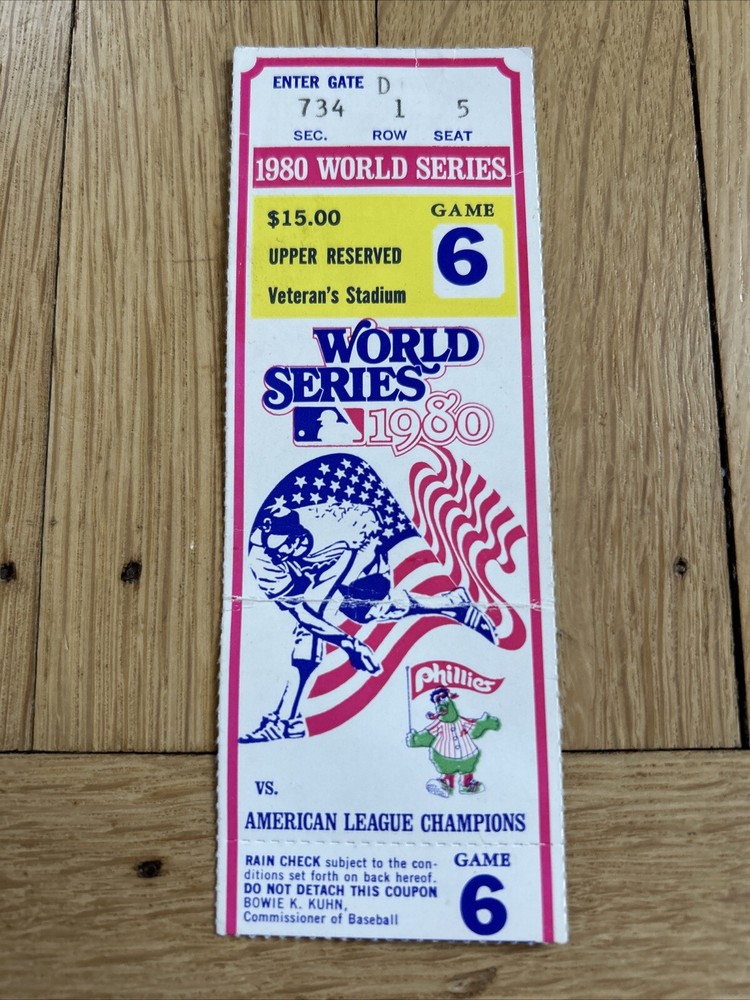 ENTER GATE D
734 1 5
SEC. ROW SEAT
1980 WORLD SERIES
$15.00
UPPER RESERVED
Veteran's Stadium
GAME
6
WORLD
SERIES
1980
Phillies
VS.
AMERICAN LEAGUE CHAMPIONS
RAIN CHECK subject to the con-
ditions set forth on back hereof.
DO NOT DETACH THIS COUPON
BOWIE K. KUHN,
Commissioner of Baseball
GAME
6